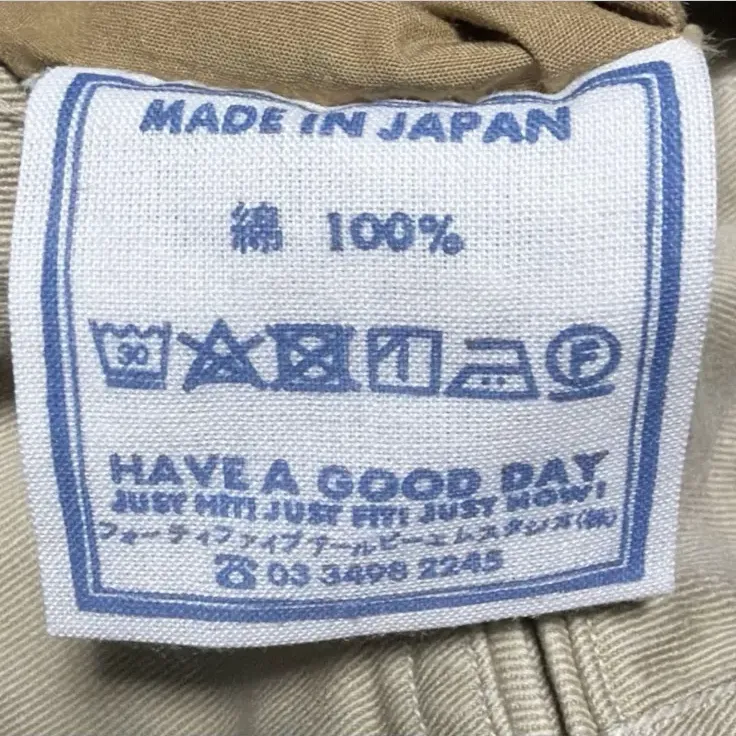 MADE IN JAPAN
綿 100%
30 F
HAVE A GOOD DAY
JUST HIT! JUST FIT! JUST NOW!
フォーティファイブアールピーエムスタジオ(株)
☎ 03 3498 2245